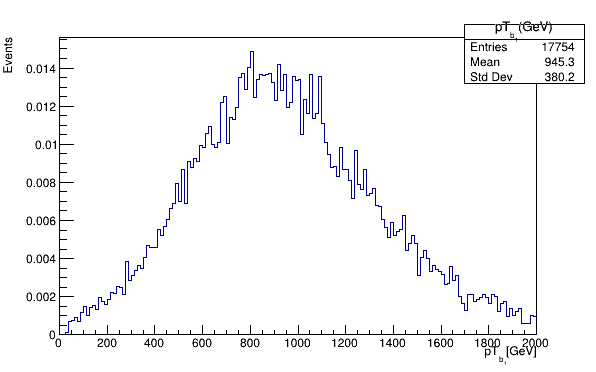 pT_b_1(GeV)
Entries 17754
Mean 945.3
Std Dev 380.2
Events
0.014
0.012
0.01
0.008
0.006
0.004
0.002
0
0 200 400 600 800 1000 1200 1400 1600 1800 2000
pT_b_1[GeV]